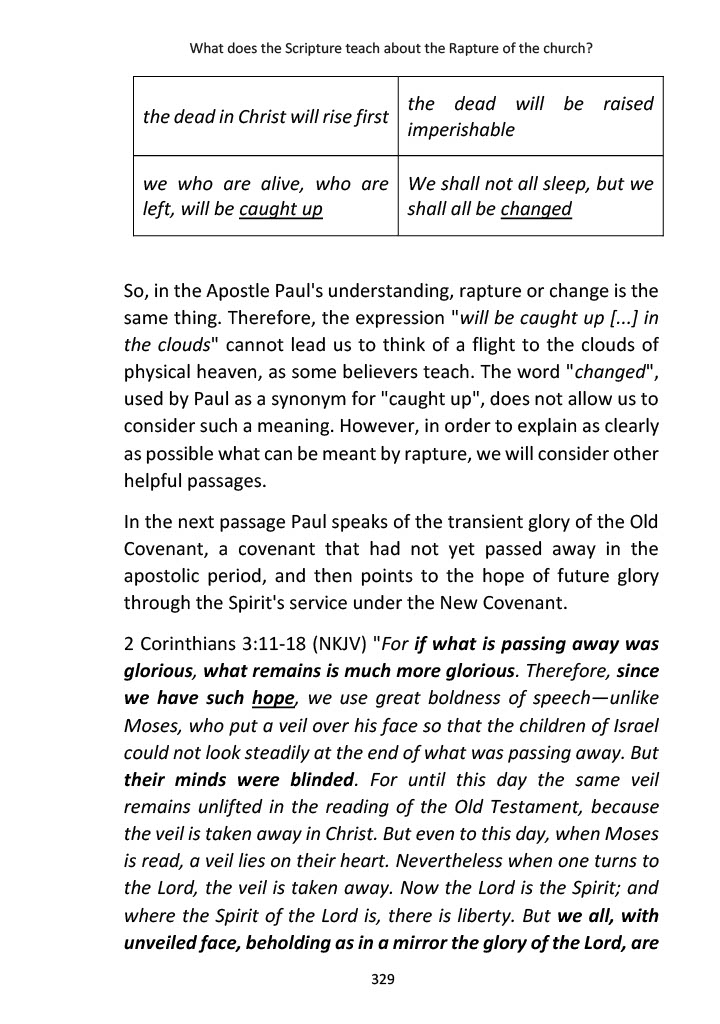 What does the Scripture teach about the Rapture of the church?
the dead in Christ will rise first
the dead will be raised
imperishable
we who are alive, who are
left, will be caught up
We shall not all sleep, but we
shall all be changed
So, in the Apostle Paul's understanding, rapture or change is the
same thing. Therefore, the expression "will be caught up [...] in
the clouds" cannot lead us to think of a flight to the clouds of
physical heaven, as some believers teach. The word "changed",
used by Paul as a synonym for "caught up", does not allow us to
consider such a meaning. However, in order to explain as clearly
as possible what can be meant by rapture, we will consider other
helpful passages.
In the next passage Paul speaks of the transient glory of the Old
Covenant, a covenant that had not yet passed away in the
apostolic period, and then points to the hope of future glory
through the Spirit's service under the New Covenant.
2 Corinthians 3:11-18 (NKJV) "For if what is passing away was
glorious, what remains is much more glorious. Therefore, since
we have such hope, we use great boldness of speech—unlike
Moses, who put a veil over his face so that the children of Israel
could not look steadily at the end of what was passing away. But
their minds were blinded. For until this day the same veil
remains unlifted in the reading of the Old Testament, because
the veil is taken away in Christ. But even to this day, when Moses
is read, a veil lies on their heart. Nevertheless when one turns to
the Lord, the veil is taken away. Now the Lord is the Spirit; and
where the Spirit of the Lord is, there is liberty. But we all, with
unveiled face, beholding as in a mirror the glory of the Lord, are
329